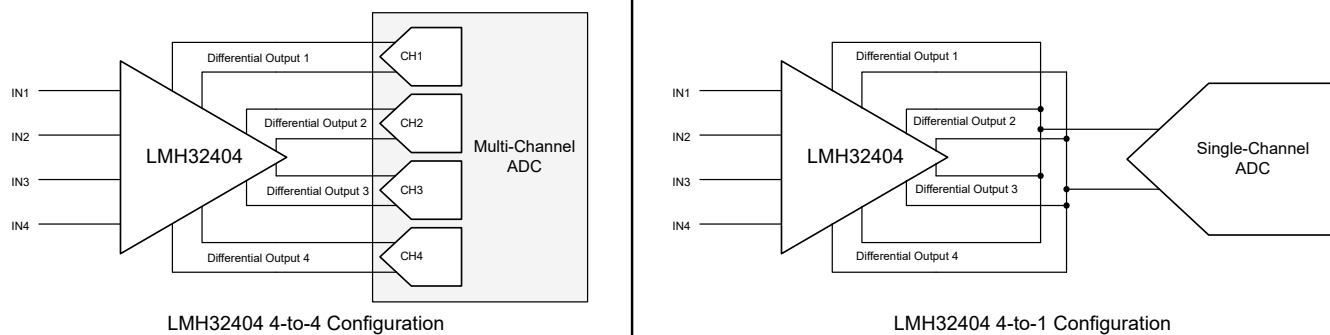 IN1
IN2
IN3
IN4
LMH32404
Differential Output 1
Differential Output 2
Differential Output 3
Differential Output 4
CH1
CH2
CH3
CH4
Multi-Channel
ADC
LMH32404 4-to-4 Configuration
IN1
IN2
IN3
IN4
LMH32404
Differential Output 1
Differential Output 2
Differential Output 3
Differential Output 4
Single-Channel
ADC
LMH32404 4-to-1 Configuration